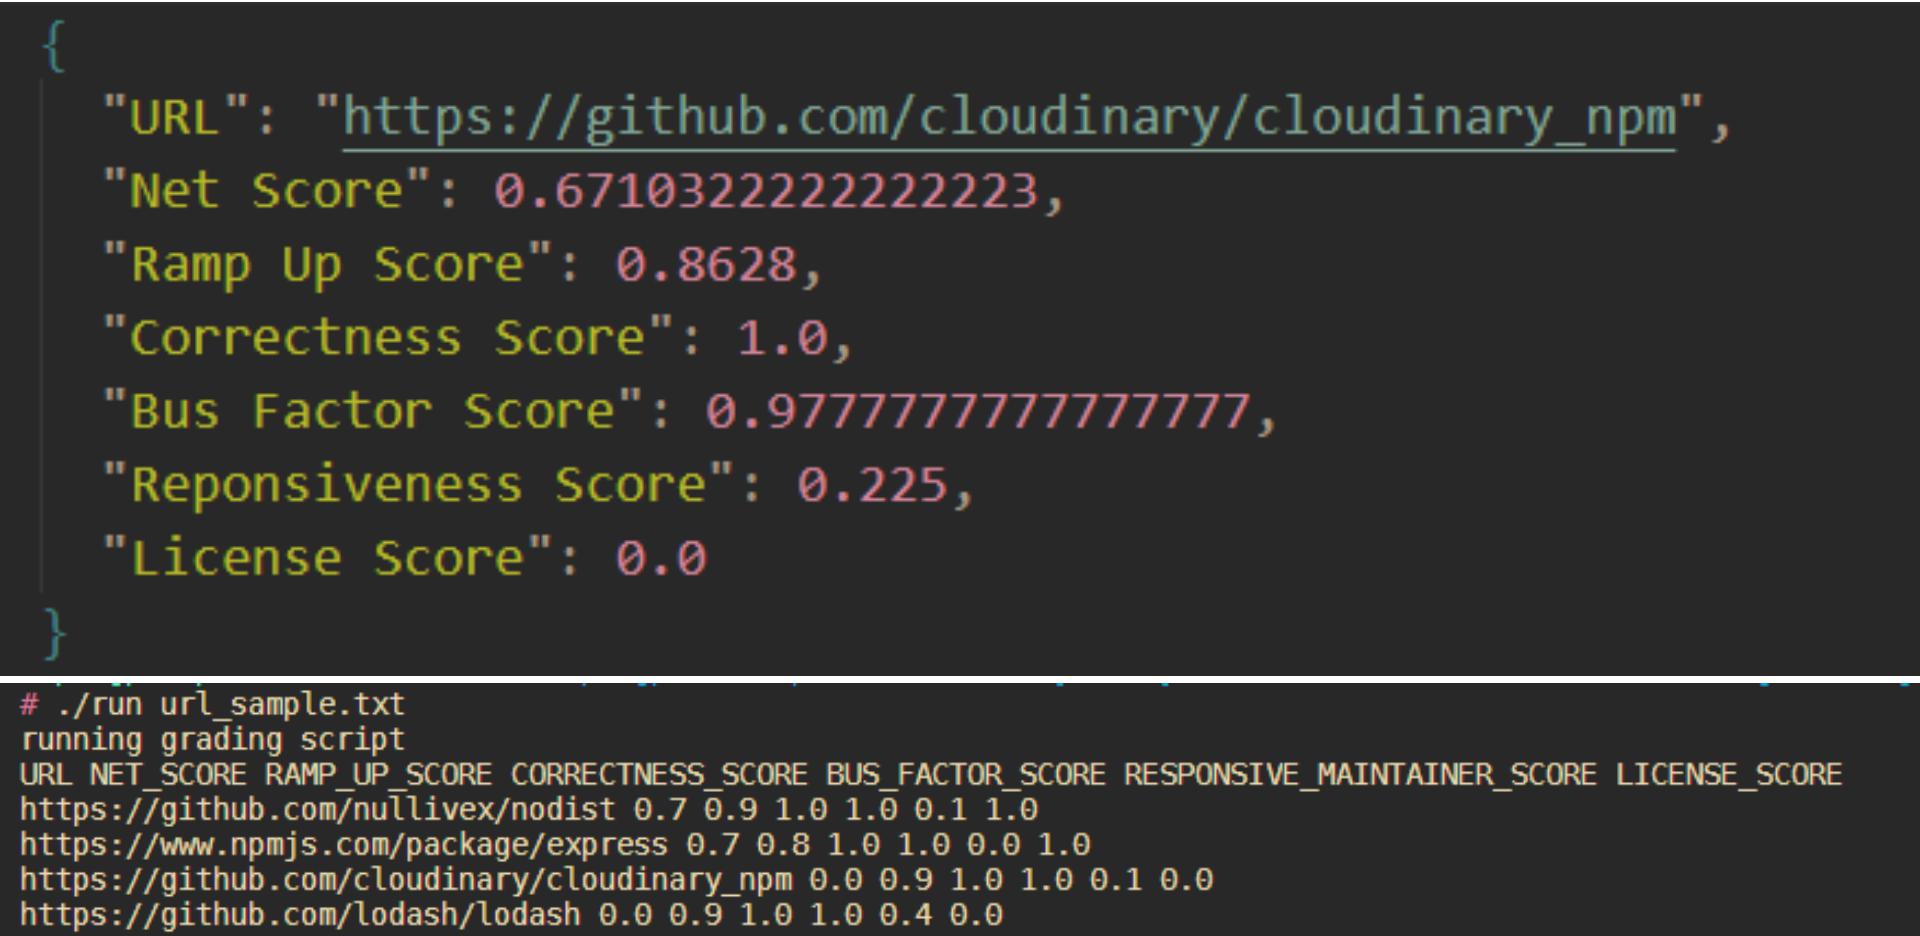 {
"URL": "https://github.com/cloudinary/cloudinary_npm",
"Net Score": 0.6710322222222223,
"Ramp Up Score": 0.8628,
"Correctness Score": 1.0,
"Bus Factor Score": 0.9777777777777777,
"Reponsiveness Score": 0.225,
"License Score": 0.0
}
# ./run url_sample.txt
running grading script
URL NET_SCORE RAMP_UP_SCORE CORRECTNESS_SCORE BUS_FACTOR_SCORE RESPONSIVE_MAINTAINER_SCORE LICENSE_SCORE
https://github.com/nullivex/nodist 0.7 0.9 1.0 1.0 0.1 1.0
https://www.npmjs.com/package/express 0.7 0.8 1.0 1.0 0.0 1.0
https://github.com/cloudinary/cloudinary_npm 0.0 0.9 1.0 1.0 0.1 0.0
https://github.com/lodash/lodash 0.0 0.9 1.0 1.0 0.4 0.0